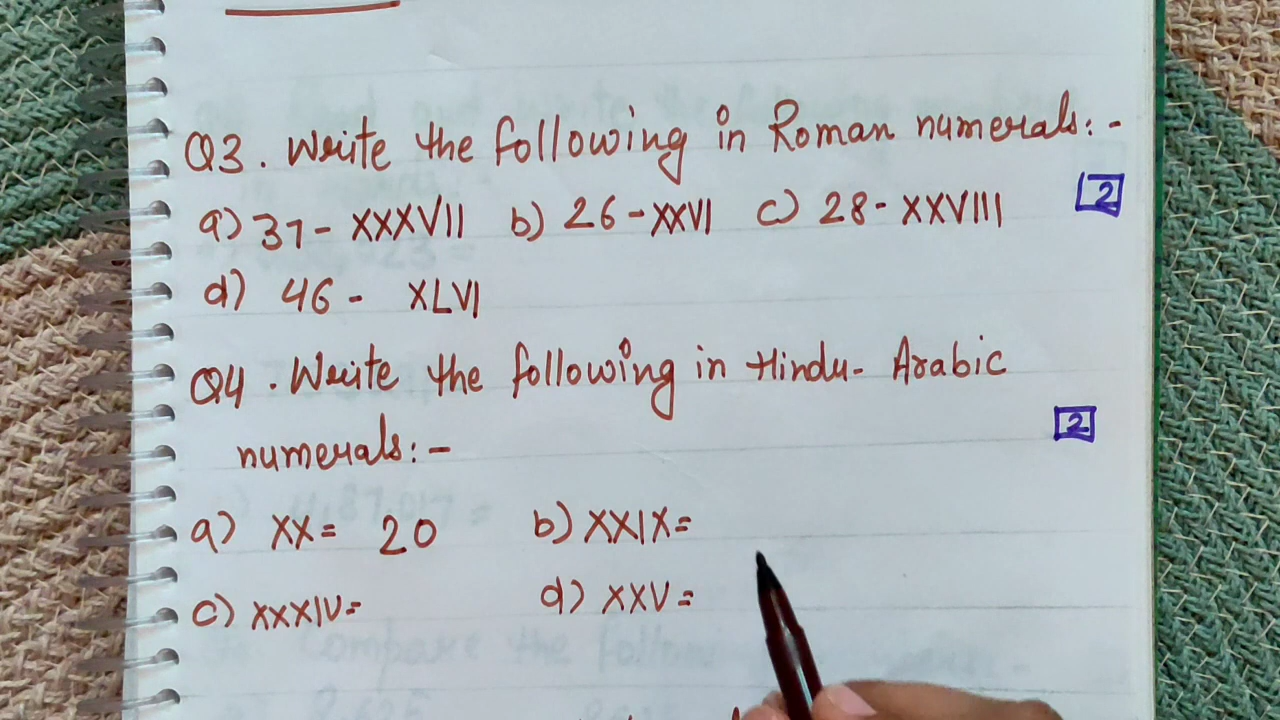 Q3. Write the following in Roman numerals:-
a) 37- XXXVII b) 26-XXVI c) 28- XXVIII 2
d) 46- XLVI
Q4. Write the following in Hindu-Arabic
numerals:- 2
a) XX= 20 b) XXIX=
c) XXXIV= d) XXV=